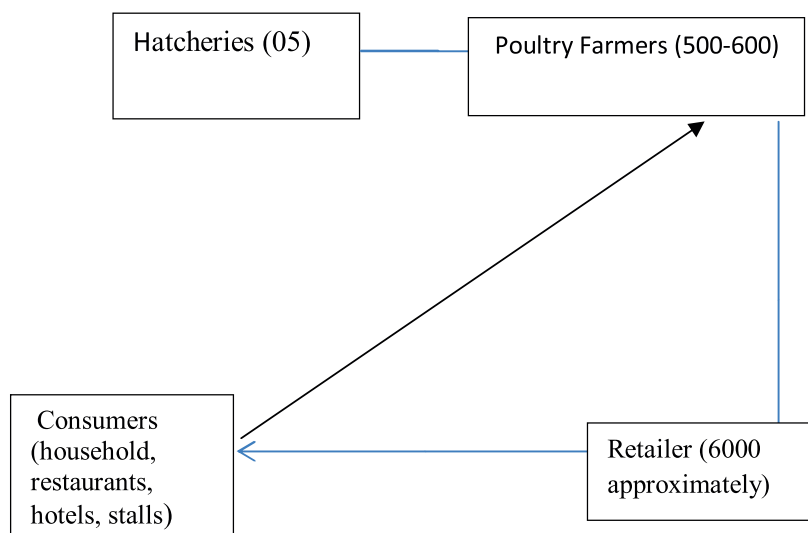 Hatcheries (05)
Poultry Farmers (500-600)
Consumers
(household,
restaurants,
hotels, stalls)
Retailer (6000
approximately)